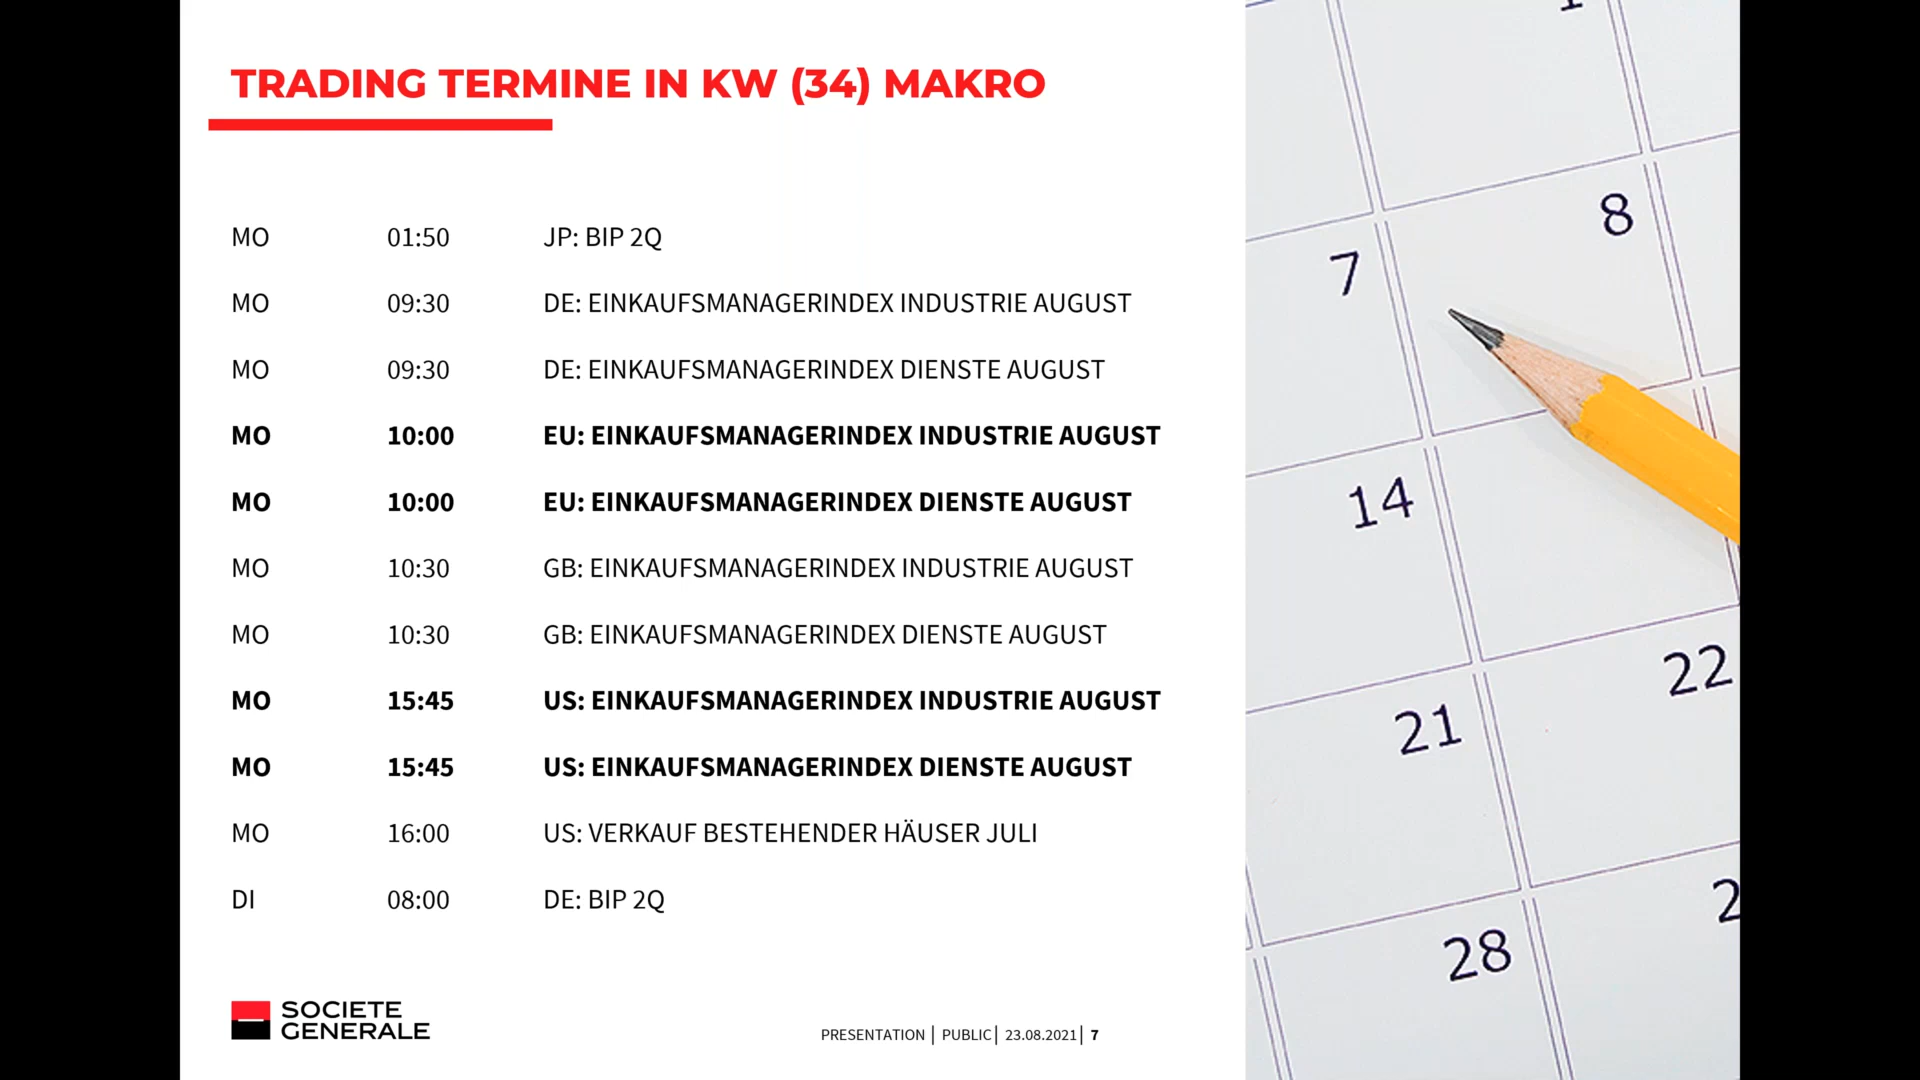 TRADING TERMINE IN KW (34) MAKRO
MO 01:50 JP: BIP 2Q
MO 09:30 DE: EINKAUFSMANAGERINDEX INDUSTRIE AUGUST
MO 09:30 DE: EINKAUFSMANAGERINDEX DIENSTE AUGUST
MO 10:00 EU: EINKAUFSMANAGERINDEX INDUSTRIE AUGUST
MO 10:00 EU: EINKAUFSMANAGERINDEX DIENSTE AUGUST
MO 10:30 GB: EINKAUFSMANAGERINDEX INDUSTRIE AUGUST
MO 10:30 GB: EINKAUFSMANAGERINDEX DIENSTE AUGUST
MO 15:45 US: EINKAUFSMANAGERINDEX INDUSTRIE AUGUST
MO 15:45 US: EINKAUFSMANAGERINDEX DIENSTE AUGUST
MO 16:00 US: VERKAUF BESTEHENDER HÄUSER JULI
DI 08:00 DE: BIP 2Q
SOCIETE
GENERALE
PRESENTATION | PUBLIC | 23.08.2021 | 7
1
7 8
14
21 22
28